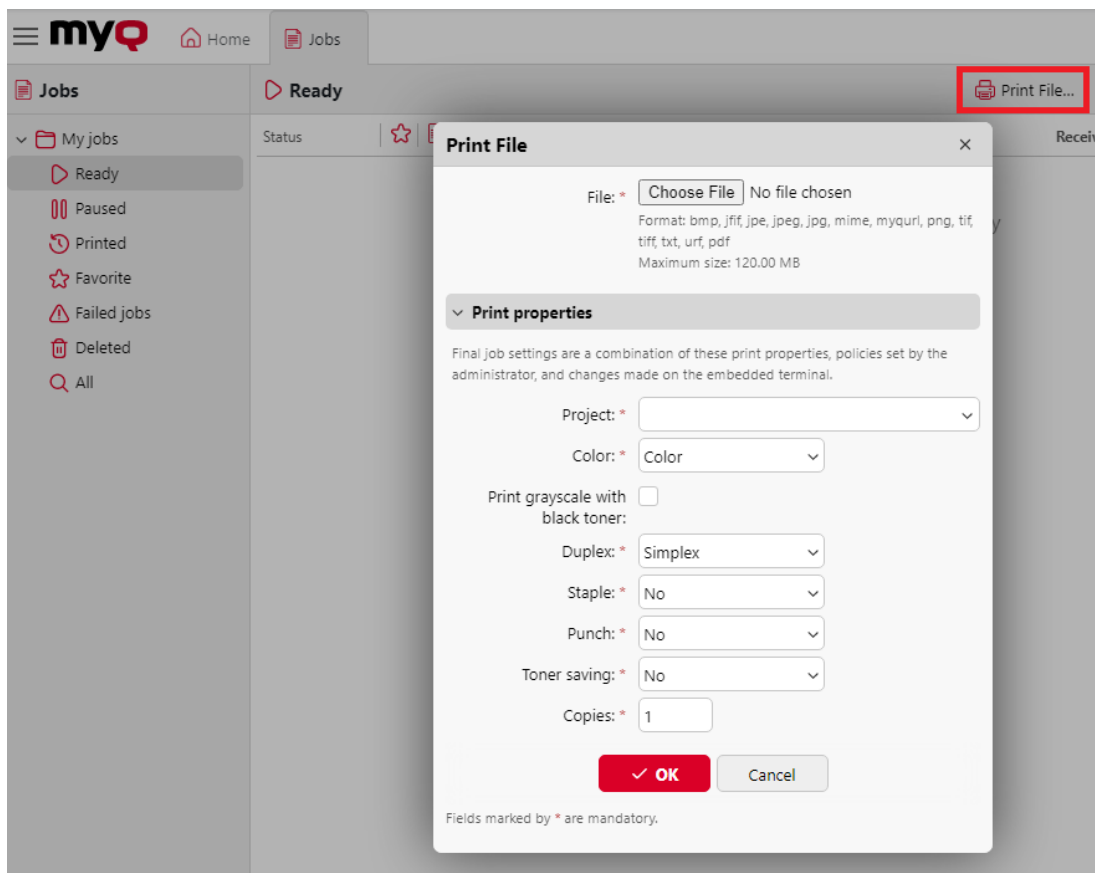 myQ
Home
Jobs
Jobs
Ready
Print File...
My jobs
Ready
Paused
Printed
Favorite
Failed jobs
Deleted
All
Status
Print File
File: * Choose File No file chosen
Format: bmp, jfif, jpe, jpeg, jpg, mime, myqurl, png, tif,
tiff, txt, urf, pdf
Maximum size: 120.00 MB
Print properties
Final job settings are a combination of these print properties, policies set by the
administrator, and changes made on the embedded terminal.
Project: *
Color: * Color
Print grayscale with
black toner:
Duplex: * Simplex
Staple: * No
Punch: * No
Toner saving: * No
Copies: * 1
OK
Cancel
Fields marked by * are mandatory.